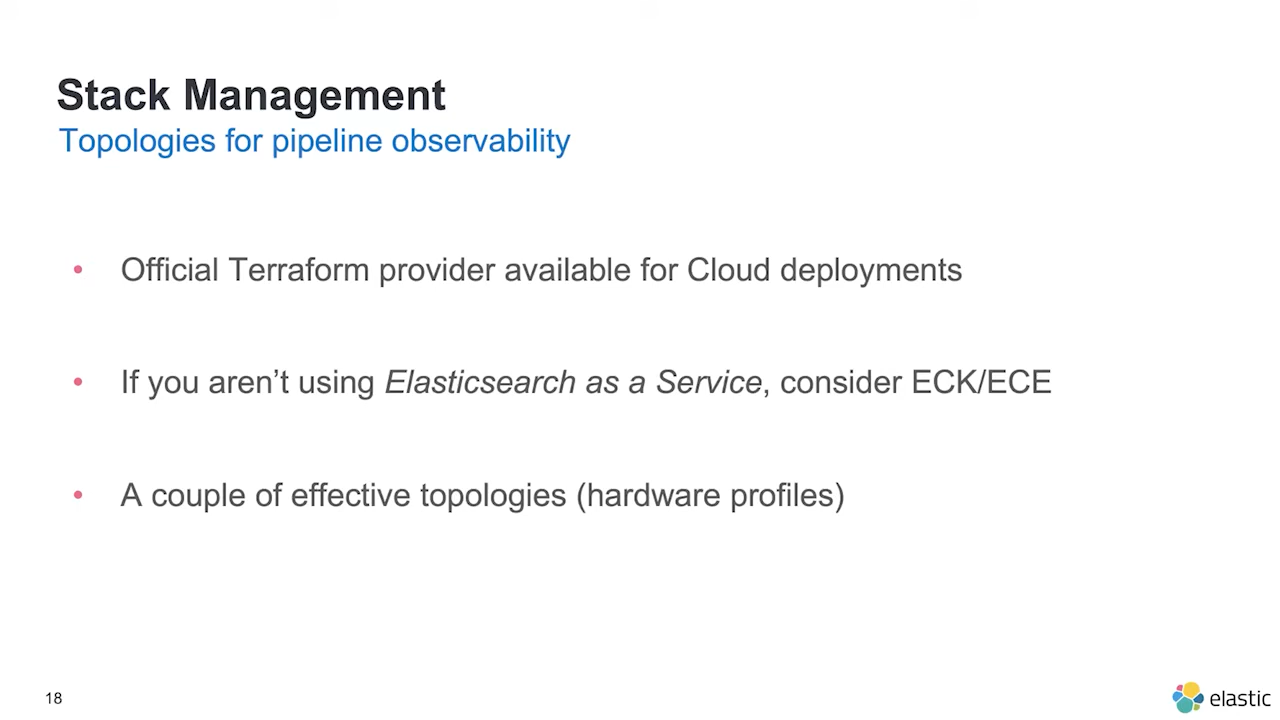 Stack Management
Topologies for pipeline observability
• Official Terraform provider available for Cloud deployments
• If you aren’t using Elasticsearch as a Service, consider ECK/ECE
• A couple of effective topologies (hardware profiles)
18
elastic